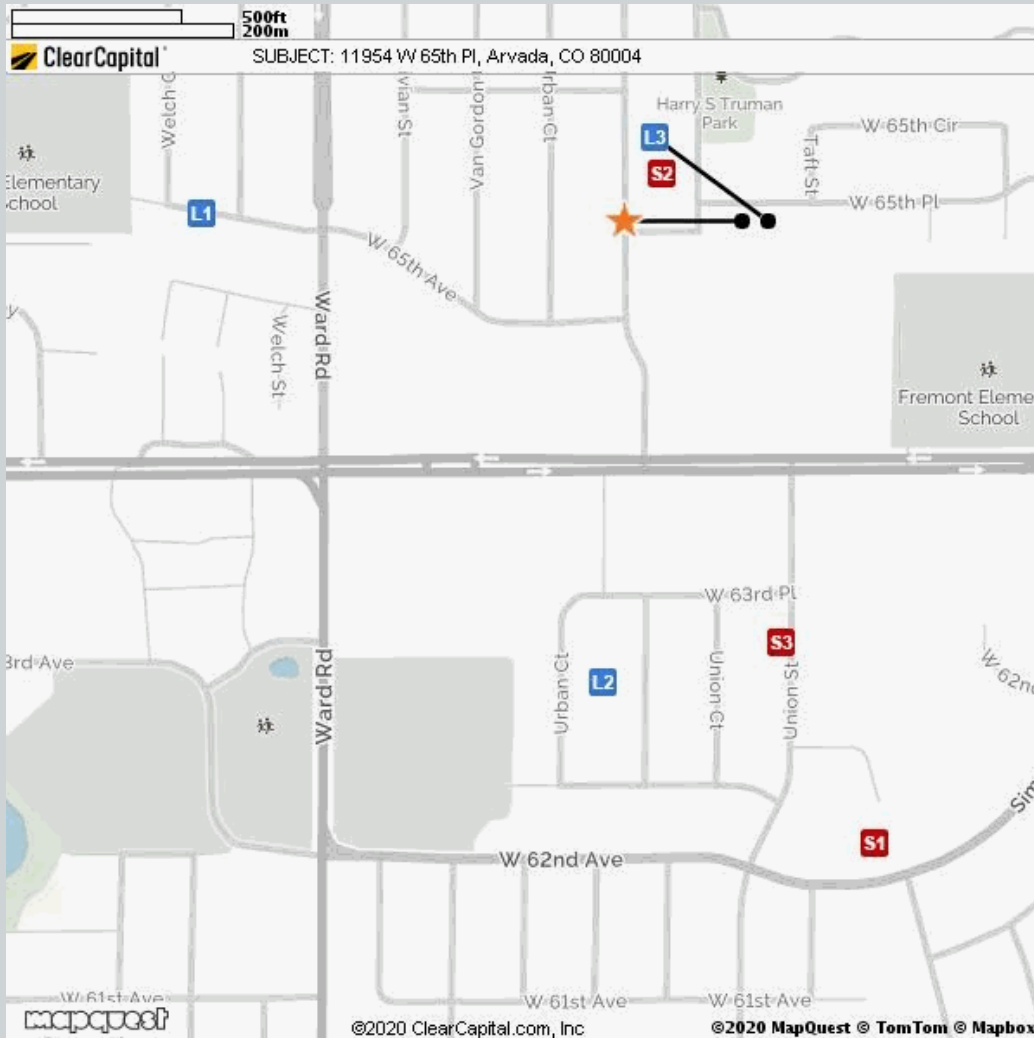 500ft
200m
ClearCapital
SUBJECT: 11954 W 65th Pl, Arvada, CO 80004
Welch
Van Gordon
Harry S Truman
Park
L3
W 65th Cir
Elementary
S2
Taft St
L1
W 65th Pl
W 65th Ave
Ward Rd
Welch St
Fremont Eleme
School
W 63rd Pl
S3
3rd Ave
Ward Rd
Urban Ct
L2
Union Ct
Union St
W 62n
S1
Sim
W 62nd Ave
W 61st Ave
W 61st Ave
W 61st Ave
mapquest
©2020 ClearCapital.com, Inc
©2020 MapQuest © TomTom © Mapbox